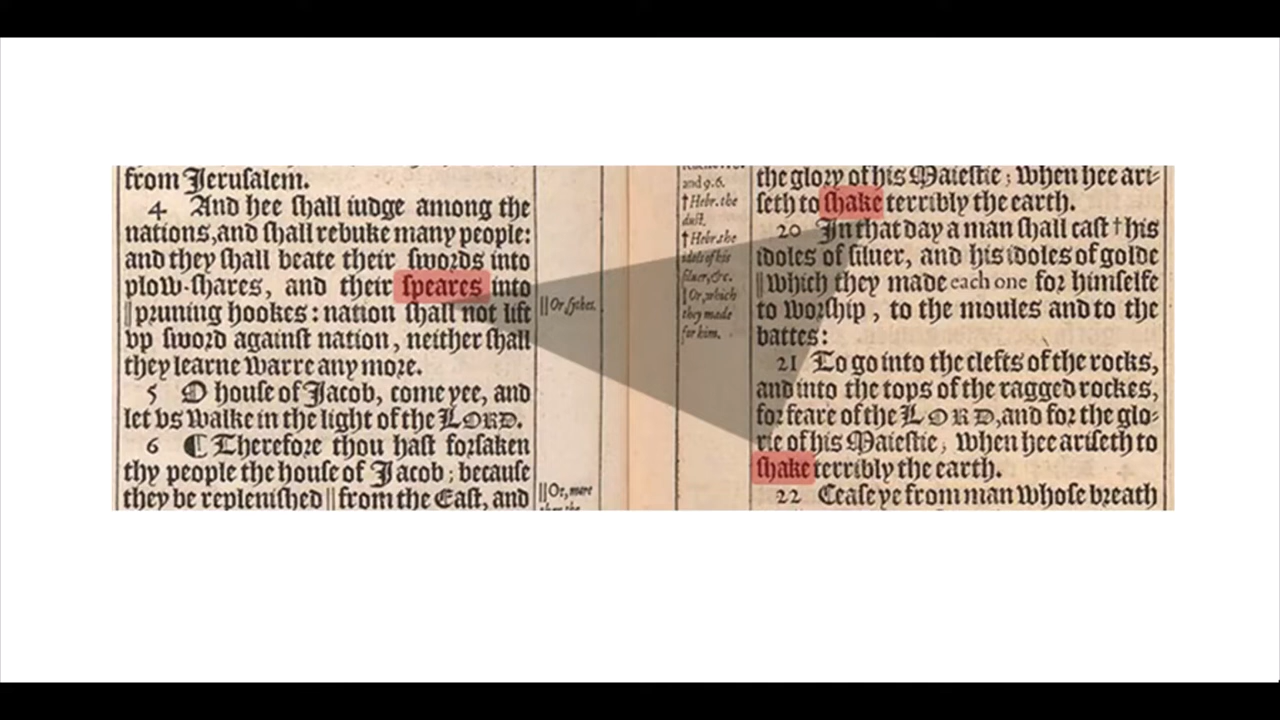 from Jeruſalem.
4 And hee ſhall iudge among the
nations, and ſhall rebuke many people:
and they ſhall beate their ſwords into
plow-ſhares, and their ſpeares into
||pruning hookes: nation ſhall not lift
vp ſword againſt nation, neither ſhall
they learne warre any more.
5 O houſe of Jacob, come yee, and
let vs walke in the light of the LORD.
6 ¶ Therefore thou haſt forſaken
thy people the houſe of Jacob; becauſe
they be repleniſhed || from the Eaſt, and
|| Or, ſythes.
|| Or, more
and 9.6.
† Hebr. the
duſt.
† Hebr. the
idols of his
ſiluer, &c.
|| Or, which
they made
for him.
the glory of his Maieſtie; when hee ari-
ſeth to ſhake terribly the earth.
20 In that day a man ſhall caſt † his
idoles of ſiluer, and his idoles of golde
|| which they made each one for himſelfe
to worſhip, to the moules and to the
battes:
21 To go into the clefts of the rocks,
and into the tops of the ragged rockes,
for feare of the LORD, and for the glo-
rie of his Maieſtie; when hee ariſeth to
ſhake terribly the earth.
22 Ceaſe ye from man whoſe breath